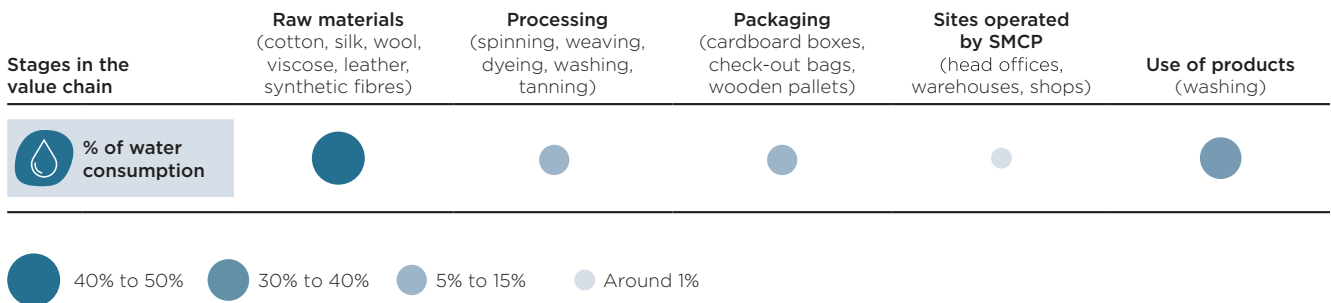 Stages in the
value chain
Raw materials
(cotton, silk, wool,
viscose, leather,
synthetic fibres)
Processing
(spinning, weaving,
dyeing, washing,
tanning)
Packaging
(cardboard boxes,
check-out bags,
wooden pallets)
Sites operated
by SMCP
(head offices,
warehouses, shops)
Use of products
(washing)
% of water
consumption
40% to 50%
30% to 40%
5% to 15%
Around 1%